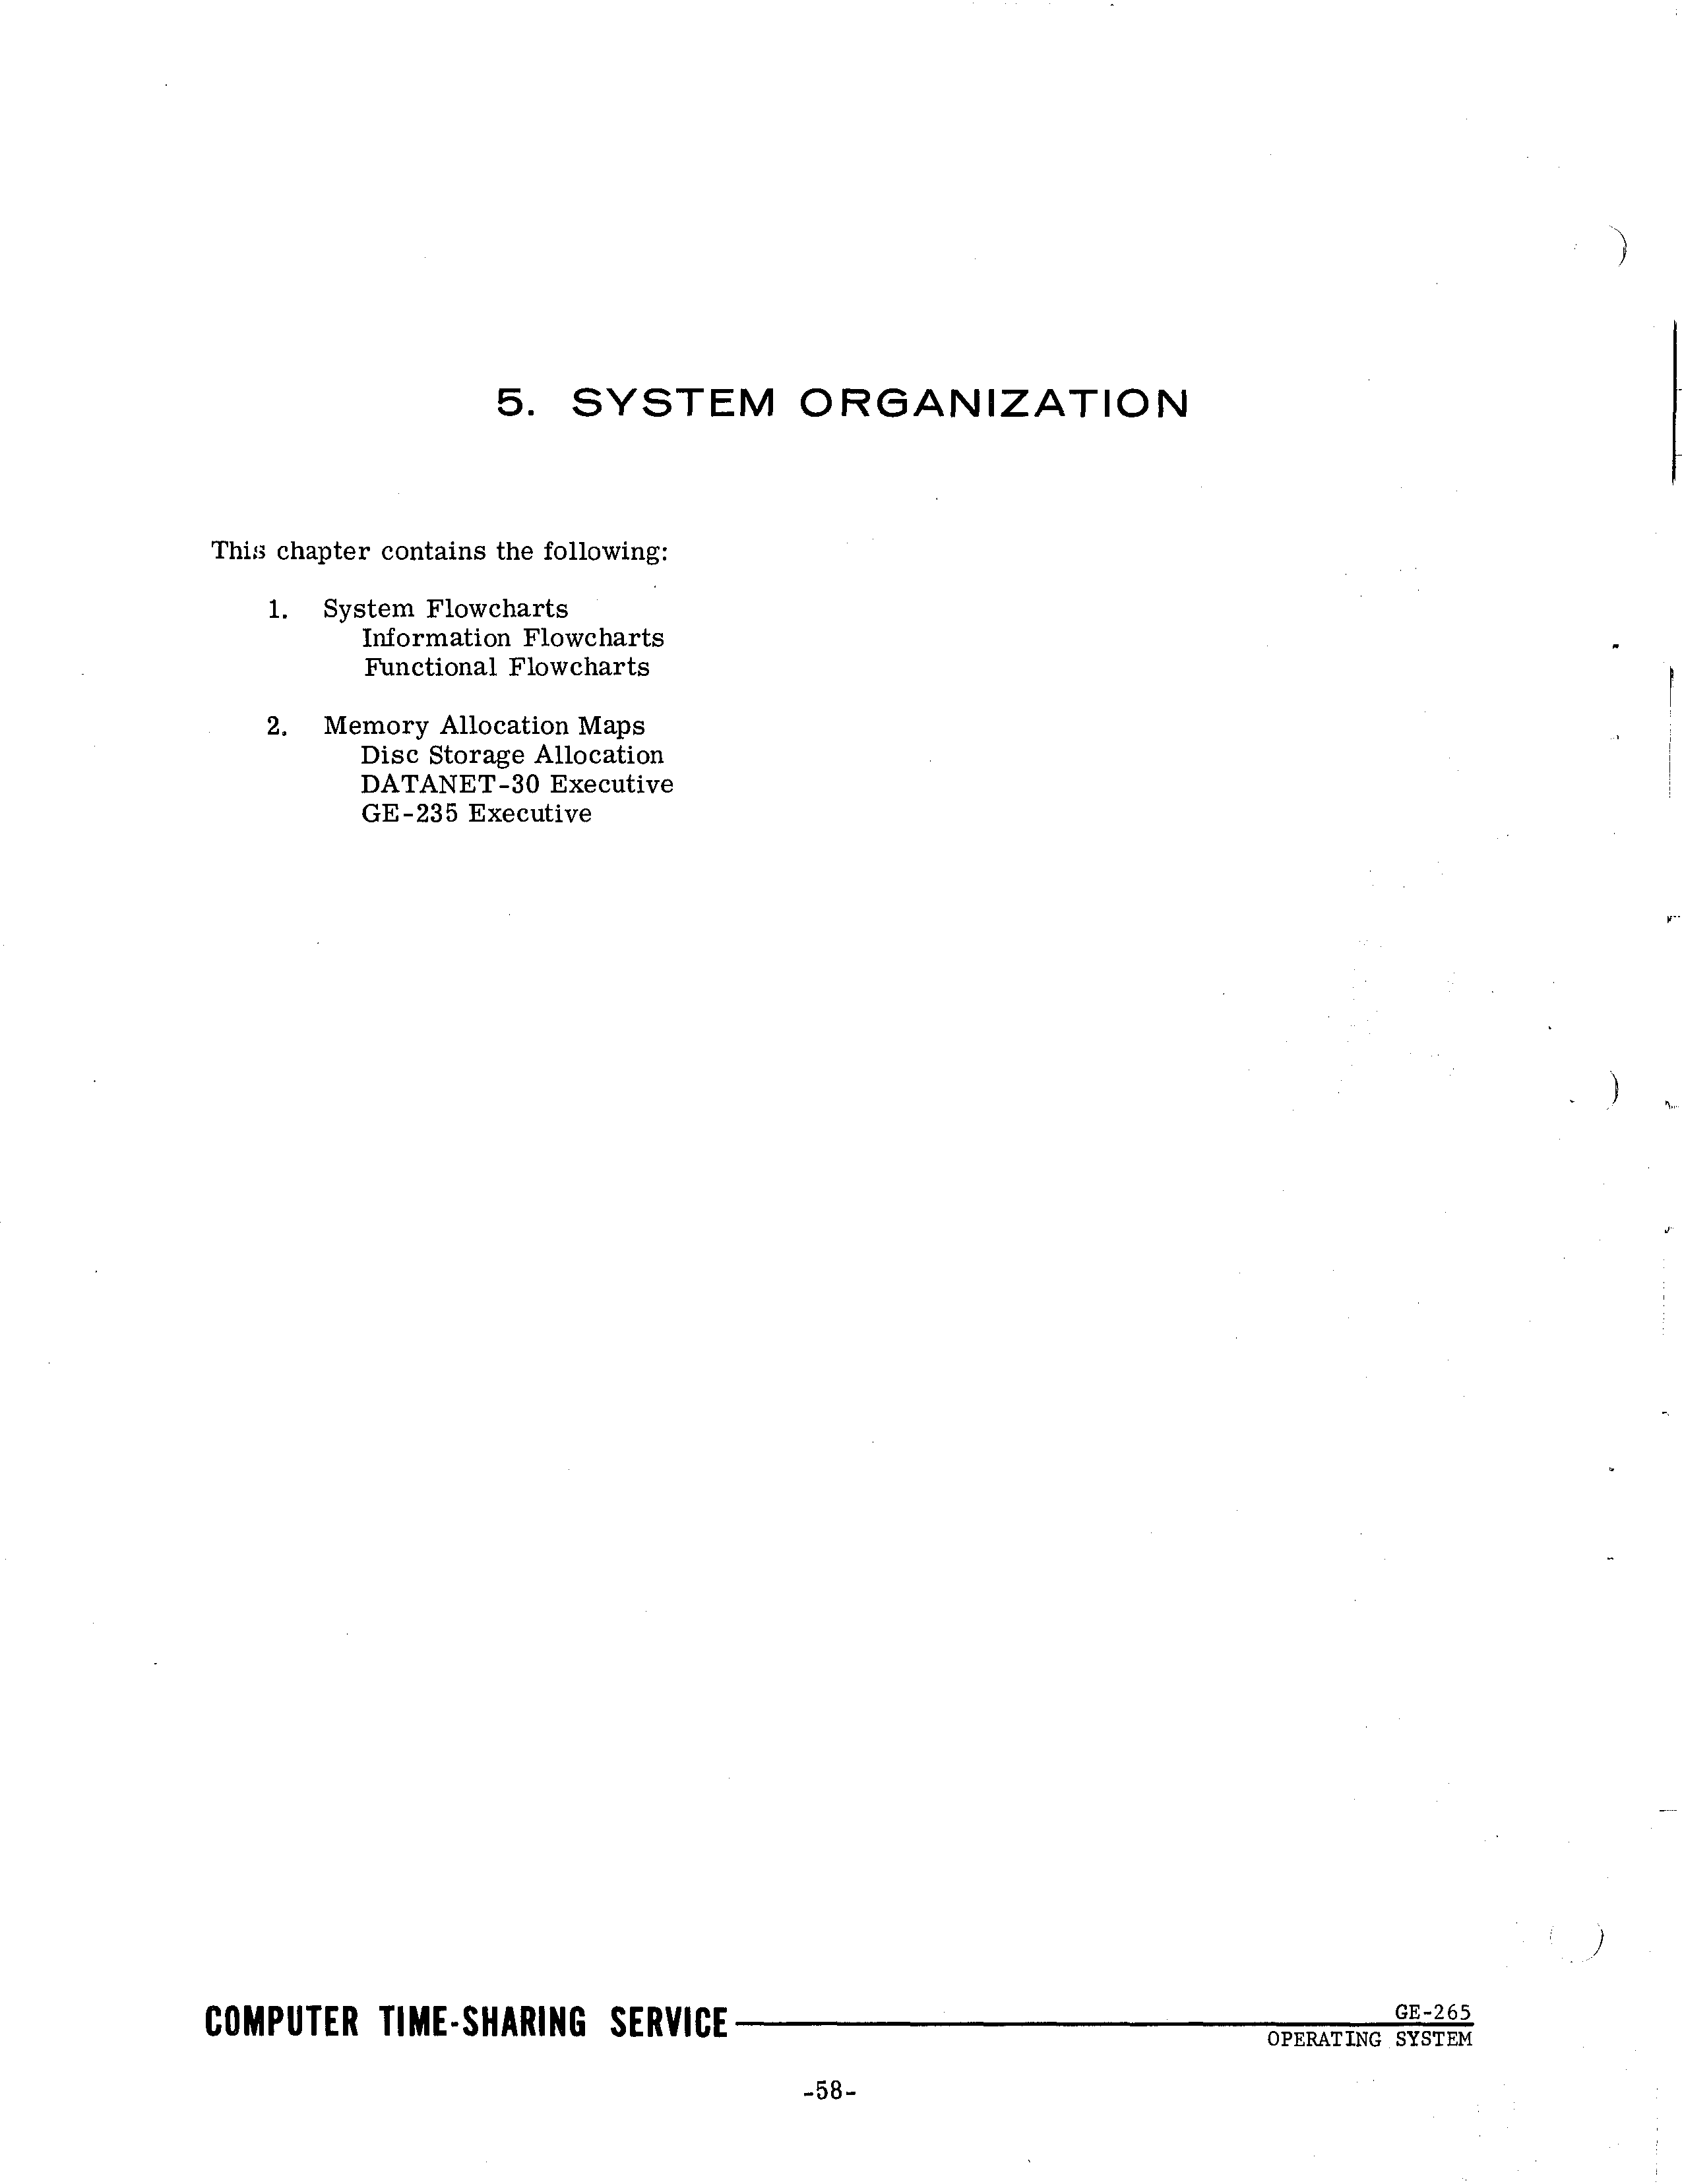 5. SYSTEM ORGANIZATION
This chapter contains the following:
1. System Flowcharts
Information Flowcharts
Functional Flowcharts
2. Memory Allocation Maps
Disc Storage Allocation
DATANET-30 Executive
GE-235 Executive
COMPUTER TIME-SHARING SERVICE
GE-265
OPERATING SYSTEM
-58-